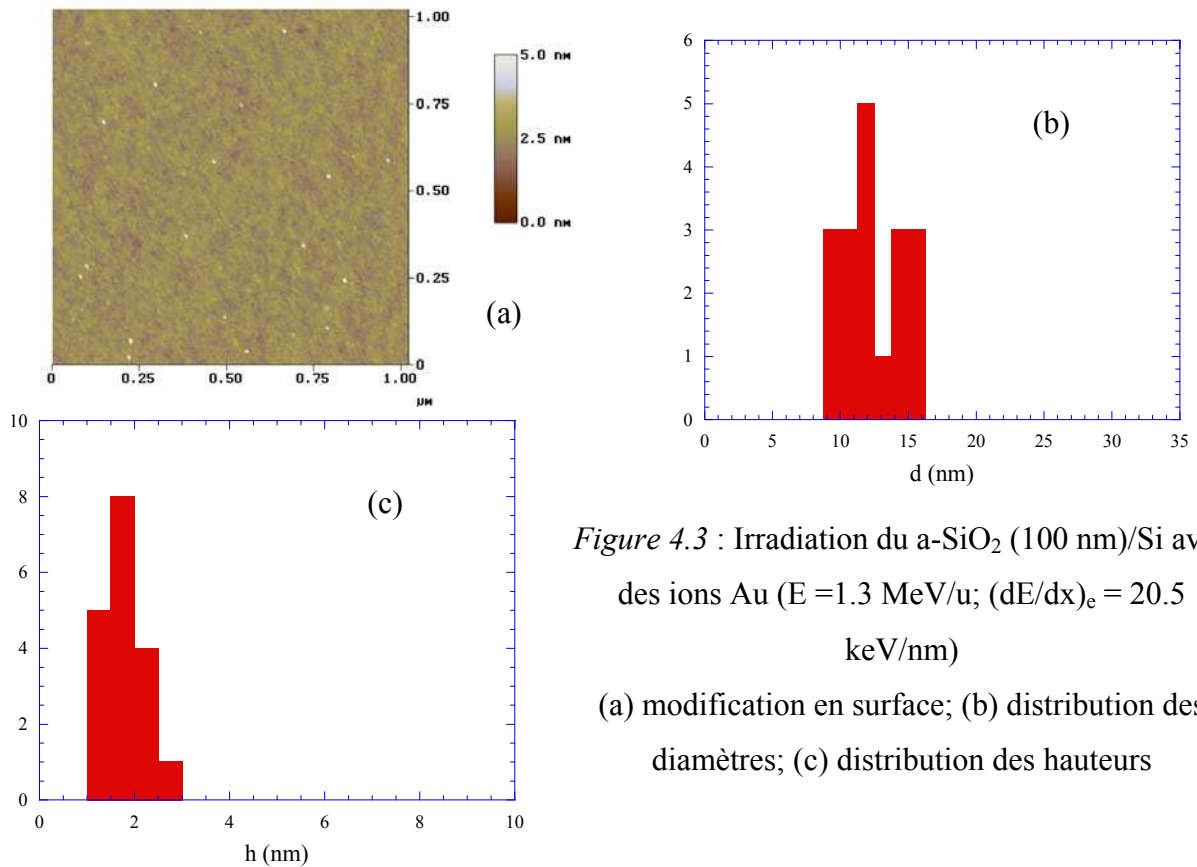 1.00
5.0 nm
0.75
2.5 nm
0.50
0.0 nm
0.25
(a)
0
0 0.25 0.50 0.75 1.00
μm
6
5
(b)
4
3
2
1
0
0 5 10 15 20 25 30 35
d (nm)
10
(c)
8
6
4
2
0
0 2 4 6 8 10
h (nm)
Figure 4.3 : Irradiation du a-SiO₂ (100 nm)/Si av
des ions Au (E =1.3 MeV/u; (dE/dx)ₑ = 20.5
keV/nm)
(a) modification en surface; (b) distribution des
diamètres; (c) distribution des hauteurs